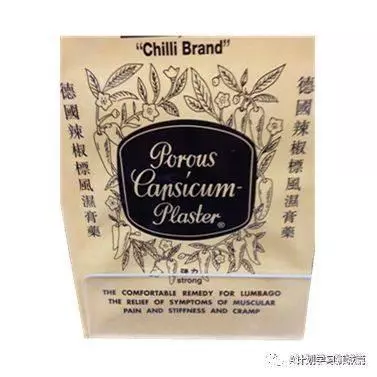 "Chilli Brand"
德國辣椒標風濕膏藥
德國辣椒標風濕膏藥
Porous
Capsicum-
Plaster®
強力
strong
THE COMFORTABLE REMEDY FOR LUMBAGO
THE RELIEF OF SYMPTOMS OF MUSCULAR
PAIN AND STIFFNESS AND CRAMP